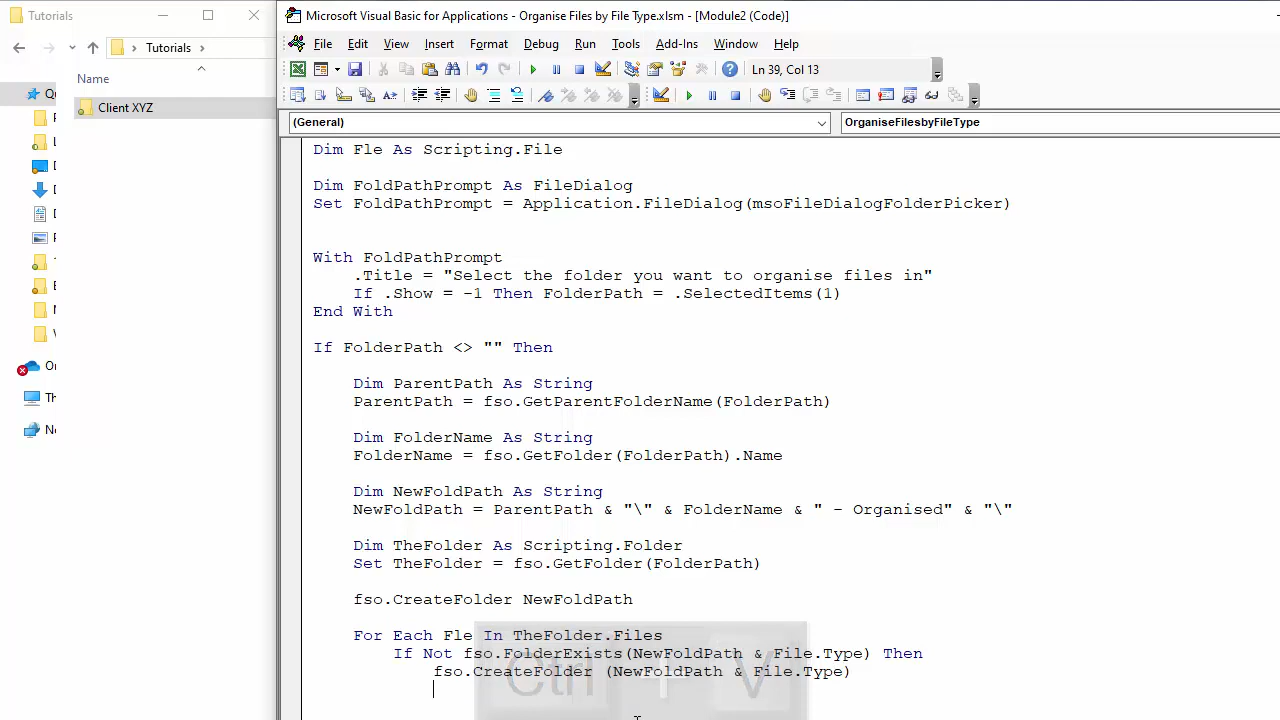 Tutorials
Microsoft Visual Basic for Applications - Organise Files by File Type.xlsm - [Module2 (Code)]
File Edit View Insert Format Debug Run Tools Add-Ins Window Help
Tutorials
Ln 39, Col 13
Name
Client XYZ
(General)
OrganiseFilesbyFileType
Dim Fle As Scripting.File
Dim FoldPathPrompt As FileDialog
Set FoldPathPrompt = Application.FileDialog(msoFileDialogFolderPicker)
With FoldPathPrompt
.Title = "Select the folder you want to organise files in"
If .Show = -1 Then FolderPath = .SelectedItems(1)
End With
If FolderPath <> "" Then
Dim ParentPath As String
ParentPath = fso.GetParentFolderName(FolderPath)
Dim FolderName As String
FolderName = fso.GetFolder(FolderPath).Name
Dim NewFoldPath As String
NewFoldPath = ParentPath & "\" & FolderName & " - Organised" & "\"
Dim TheFolder As Scripting.Folder
Set TheFolder = fso.GetFolder(FolderPath)
fso.CreateFolder NewFoldPath
For Each Fle In TheFolder.Files
If Not fso.FolderExists(NewFoldPath & File.Type) Then
fso.CreateFolder (NewFoldPath & File.Type)
Ctrl + V